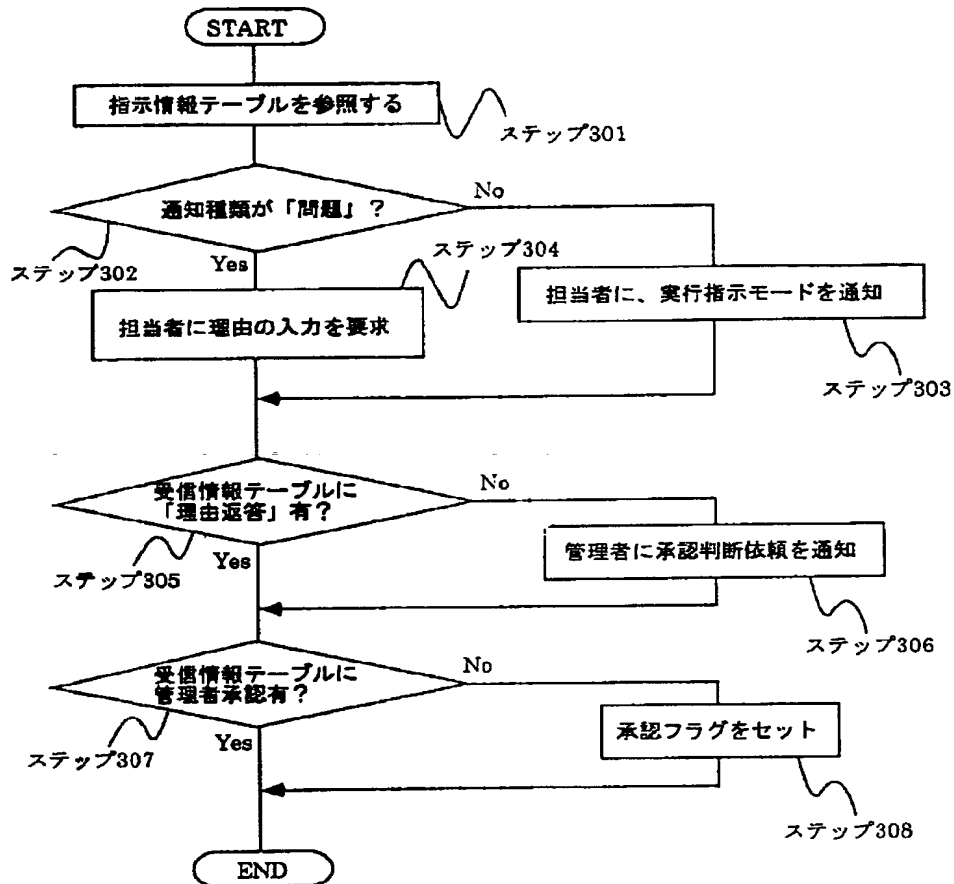 START
指示情報テーブルを参照する
ステップ301
通知種類が「問題」？
No
ステップ302
Yes
ステップ304
担当者に理由の入力を要求
担当者に、実行指示モードを通知
ステップ303
受信情報テーブルに
「理由返答」有？
No
ステップ305
Yes
管理者に承認判断依頼を通知
ステップ306
受信情報テーブルに
管理者承認有？
No
ステップ307
Yes
承認フラグをセット
ステップ308
END